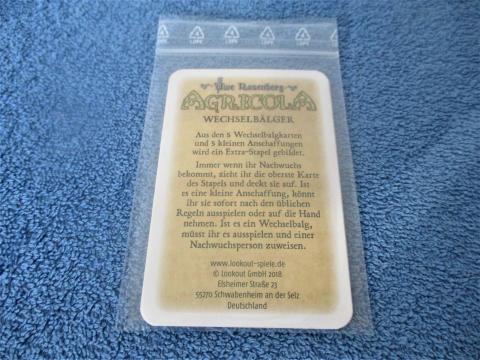 LDPE LDPE LDPE LDPE
Uwe Rosenberg
AGRICOLA
WECHSELBÄLGER
Aus den 5 Wechselbalgkarten
und 5 kleinen Anschaffungen
wird ein Extra-Stapel gebildet.
Immer wenn ihr Nachwuchs
bekommt, zieht ihr die oberste Karte
des Stapels und deckt sie auf. Ist
es eine kleine Anschaffung, könnt
ihr sie sofort nach den üblichen
Regeln ausspielen oder auf die Hand
nehmen. Ist es ein Wechselbalg,
müsst ihr es ausspielen und einer
Nachwuchsperson zuweisen.
www.lookout-spiele.de
© Lookout GmbH 2018
Elsheimer Straße 23
55270 Schwabenheim an der Selz
Deutschland